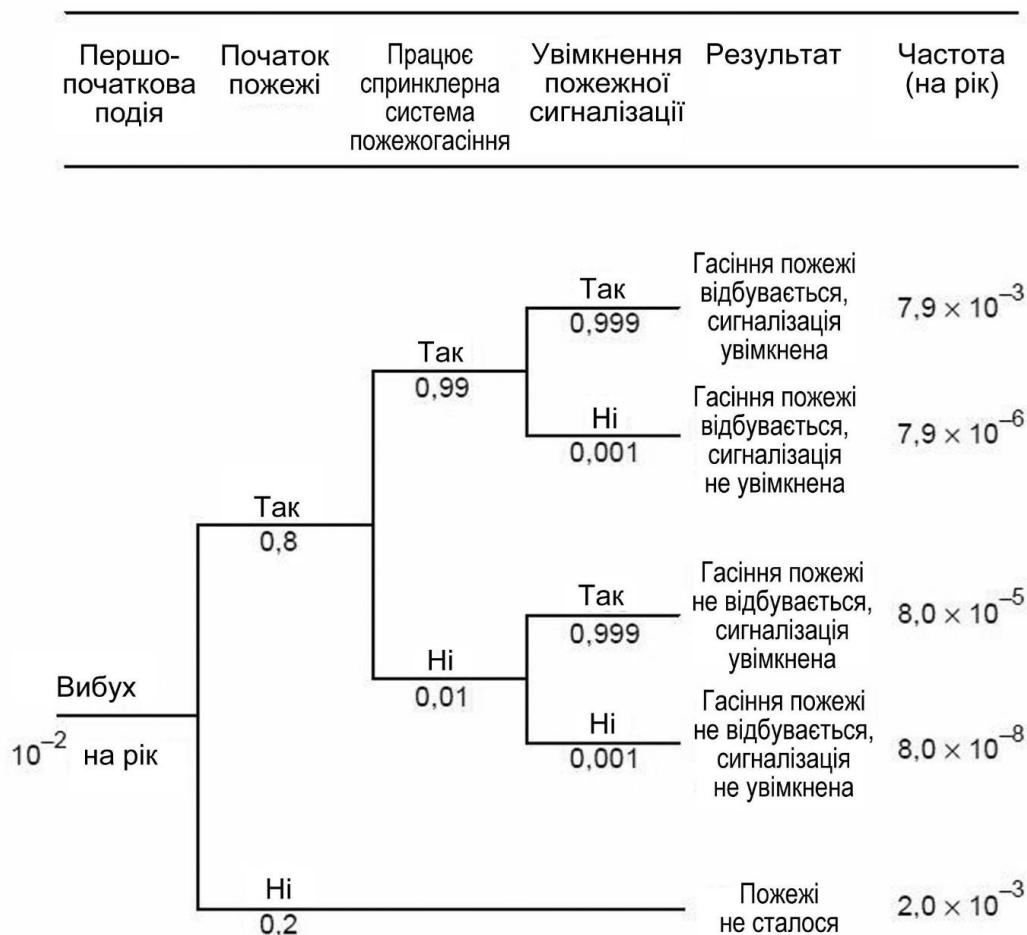 Першо-
початкова
подія
Початок
пожежі
Працює
спринклерна
система
пожежогасіння
Увімкнення
пожежної
сигналізації
Результат
Частота
(на рік)
Так
0,999
Гасіння пожежі
відбувається,
сигналізація
увімкнена
7,9 × 10⁻³
Так
0,99
Ні
0,001
Гасіння пожежі
відбувається,
сигналізація
не увімкнена
7,9 × 10⁻⁶
Так
0,8
Так
0,999
Гасіння пожежі
не відбувається,
сигналізація
увімкнена
8,0 × 10⁻⁵
Ні
0,01
Ні
0,001
Гасіння пожежі
не відбувається,
сигналізація
не увімкнена
8,0 × 10⁻⁸
Вибух
10⁻² на рік
Ні
0,2
Пожежі
не сталося
2,0 × 10⁻³